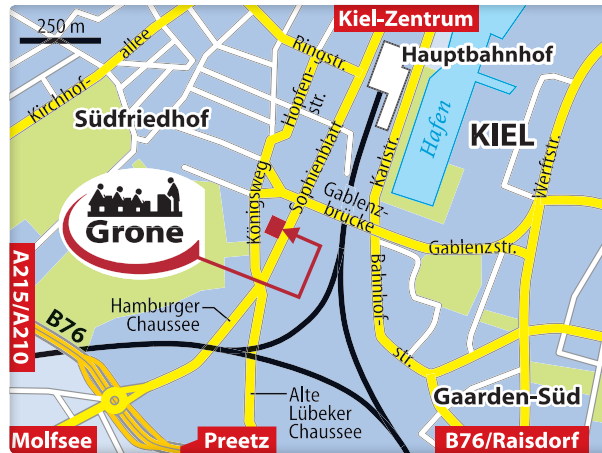 Kiel-Zentrum
250 m
Kirchhof-
allee
Ringstr.
Hopfen-
str.
Hauptbahnhof
Südfriedhof
Hafen
KIEL
Sophienblatt
Karlstr.
Werftstr.
Königsweg
Gablenz-
brücke
Gablenzstr.
Grone
A215/A210
B76
Hamburger
Chaussee
Bahnhof-
str.
Alte
Lübeker
Chaussee
Gaarden-Süd
Molfsee
Preetz
B76/Raisdorf